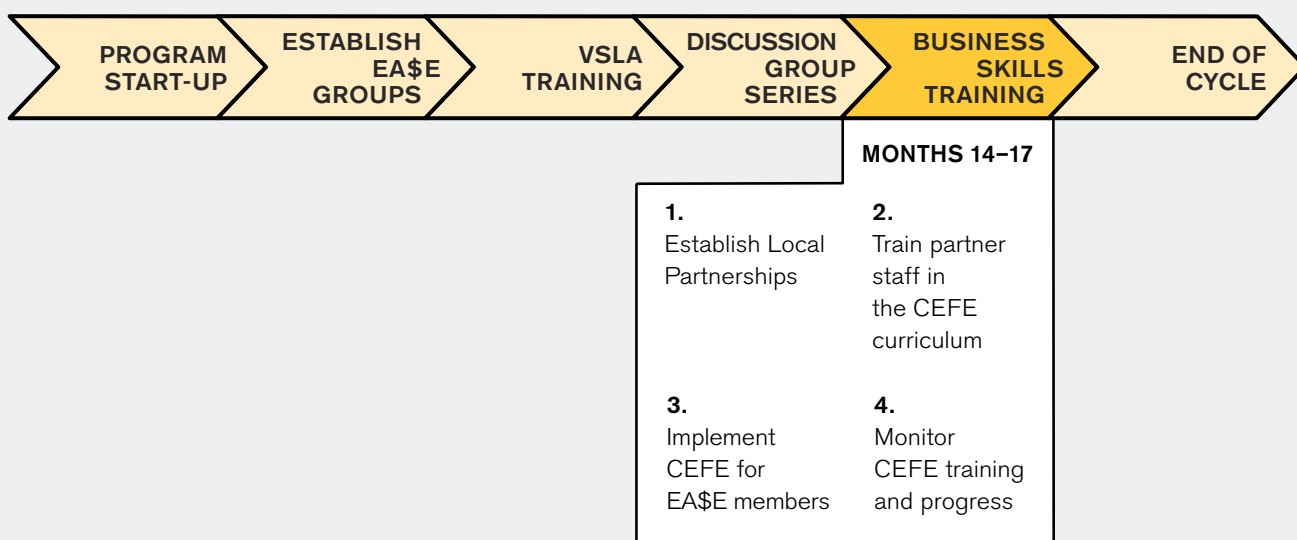 PROGRAM
START-UP
ESTABLISH
EA$E
GROUPS
VSLA
TRAINING
DISCUSSION
GROUP
SERIES
BUSINESS
SKILLS
TRAINING
END OF
CYCLE
MONTHS 14–17
1.
Establish Local
Partnerships
2.
Train partner
staff in
the CEFE
curriculum
3.
Implement
CEFE for
EA$E members
4.
Monitor
CEFE training
and progress